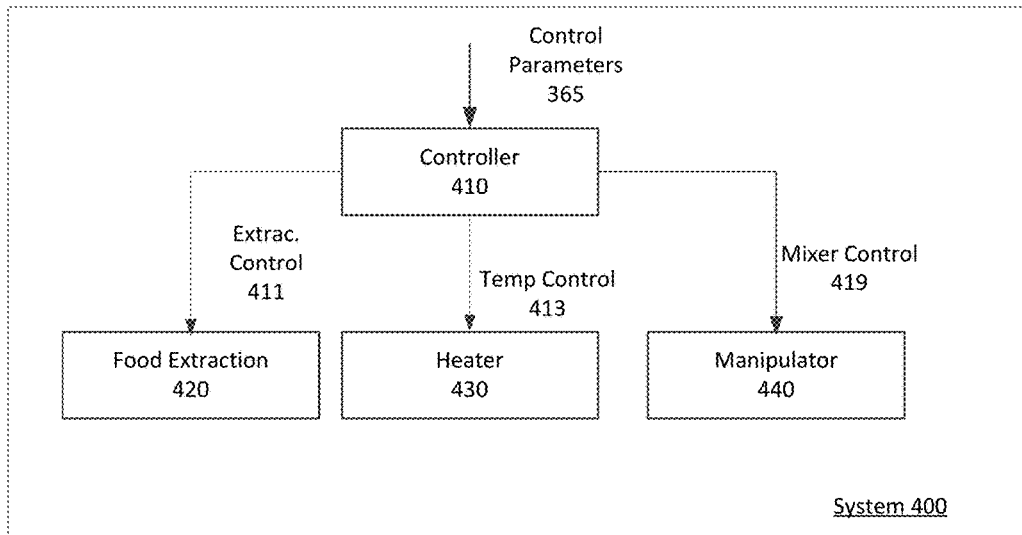 Control
Parameters
365
Controller
410
Extrac.
Control
411
Temp Control
413
Mixer Control
419
Food Extraction
420
Heater
430
Manipulator
440
System 400